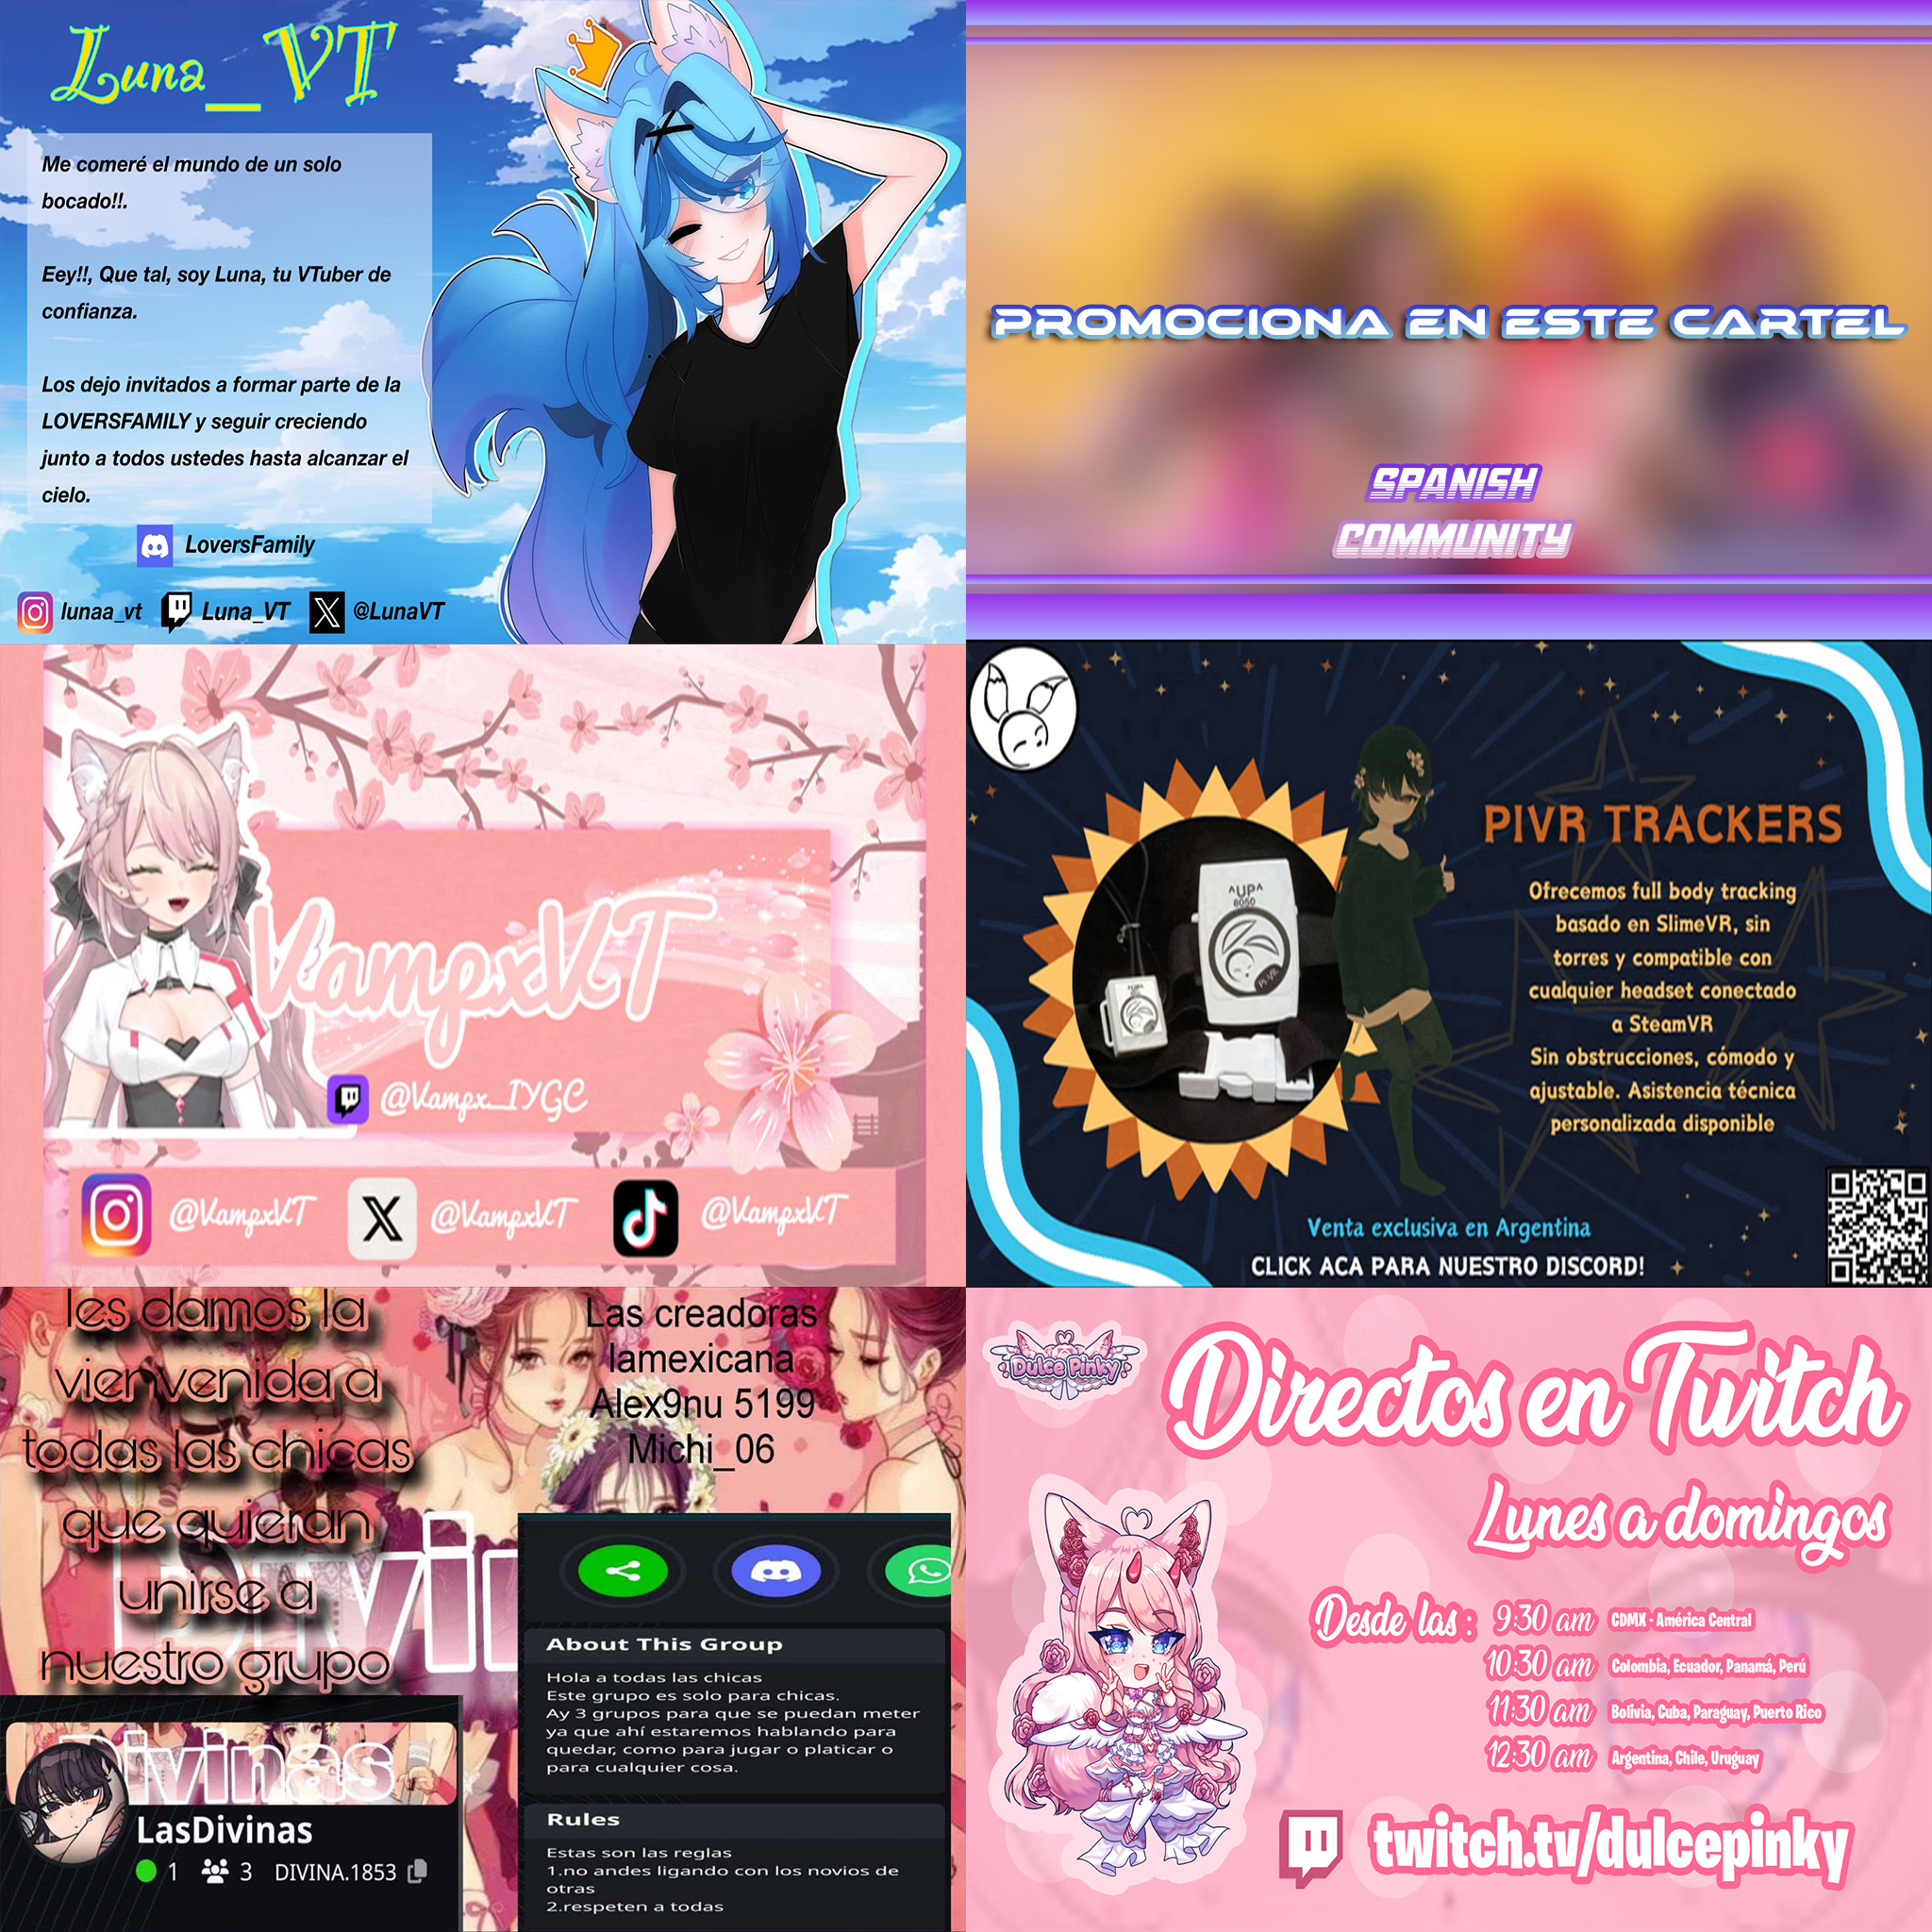 Luna_VT
Me comeré el mundo de un solo
bocado!!.
Eey!!, Que tal, soy Luna, tu VTuber de
confianza.
Los dejo invitados a formar parte de la
LOVERSFAMILY y seguir creciendo
junto a todos ustedes hasta alcanzar el
cielo.
LoversFamily
lunaa_vt
Luna_VT
@LunaVT
PROMOCIONA EN ESTE CARTEL
SPANISH
COMMUNITY
VampxVT
@Vampx_IYGC
@VampxVT
@VampxVT
@VampxVT
^UP^
6050
PI-VR
PIVR TRACKERS
Ofrecemos full body tracking
basado en SlimeVR, sin
torres y compatible con
cualquier headset conectado
a SteamVR
Sin obstrucciones, cómodo y
ajustable. Asistencia técnica
personalizada disponible
Venta exclusiva en Argentina
CLICK ACA PARA NUESTRO DISCORD!
les damos la
vienvenida a
todas las chicas
que quieran
unirse a
nuestro grupo
Las creadoras
lamexicana
Alex9nu 5199
Michi_06
Divin
About This Group
Hola a todas las chicas
Este grupo es solo para chicas.
Ay 3 grupos para que se puedan meter
ya que ahí estaremos hablando para
quedar, como para jugar o platicar o
para cualquier cosa.
Rules
Estas son las reglas
1.no andes ligando con los novios de
otras
2.respeten a todas
Divinas
LasDivinas
1 3 DIVINA.1853
Dulce Pinky
Directos en Twitch
Lunes a domingos
Desde las: 9:30 am CDMX - América Central
10:30 am Colombia, Ecuador, Panamá, Perú
11:30 am Bolivia, Cuba, Paraguay, Puerto Rico
12:30 am Argentina, Chile, Uruguay
twitch.tv/dulcepinky